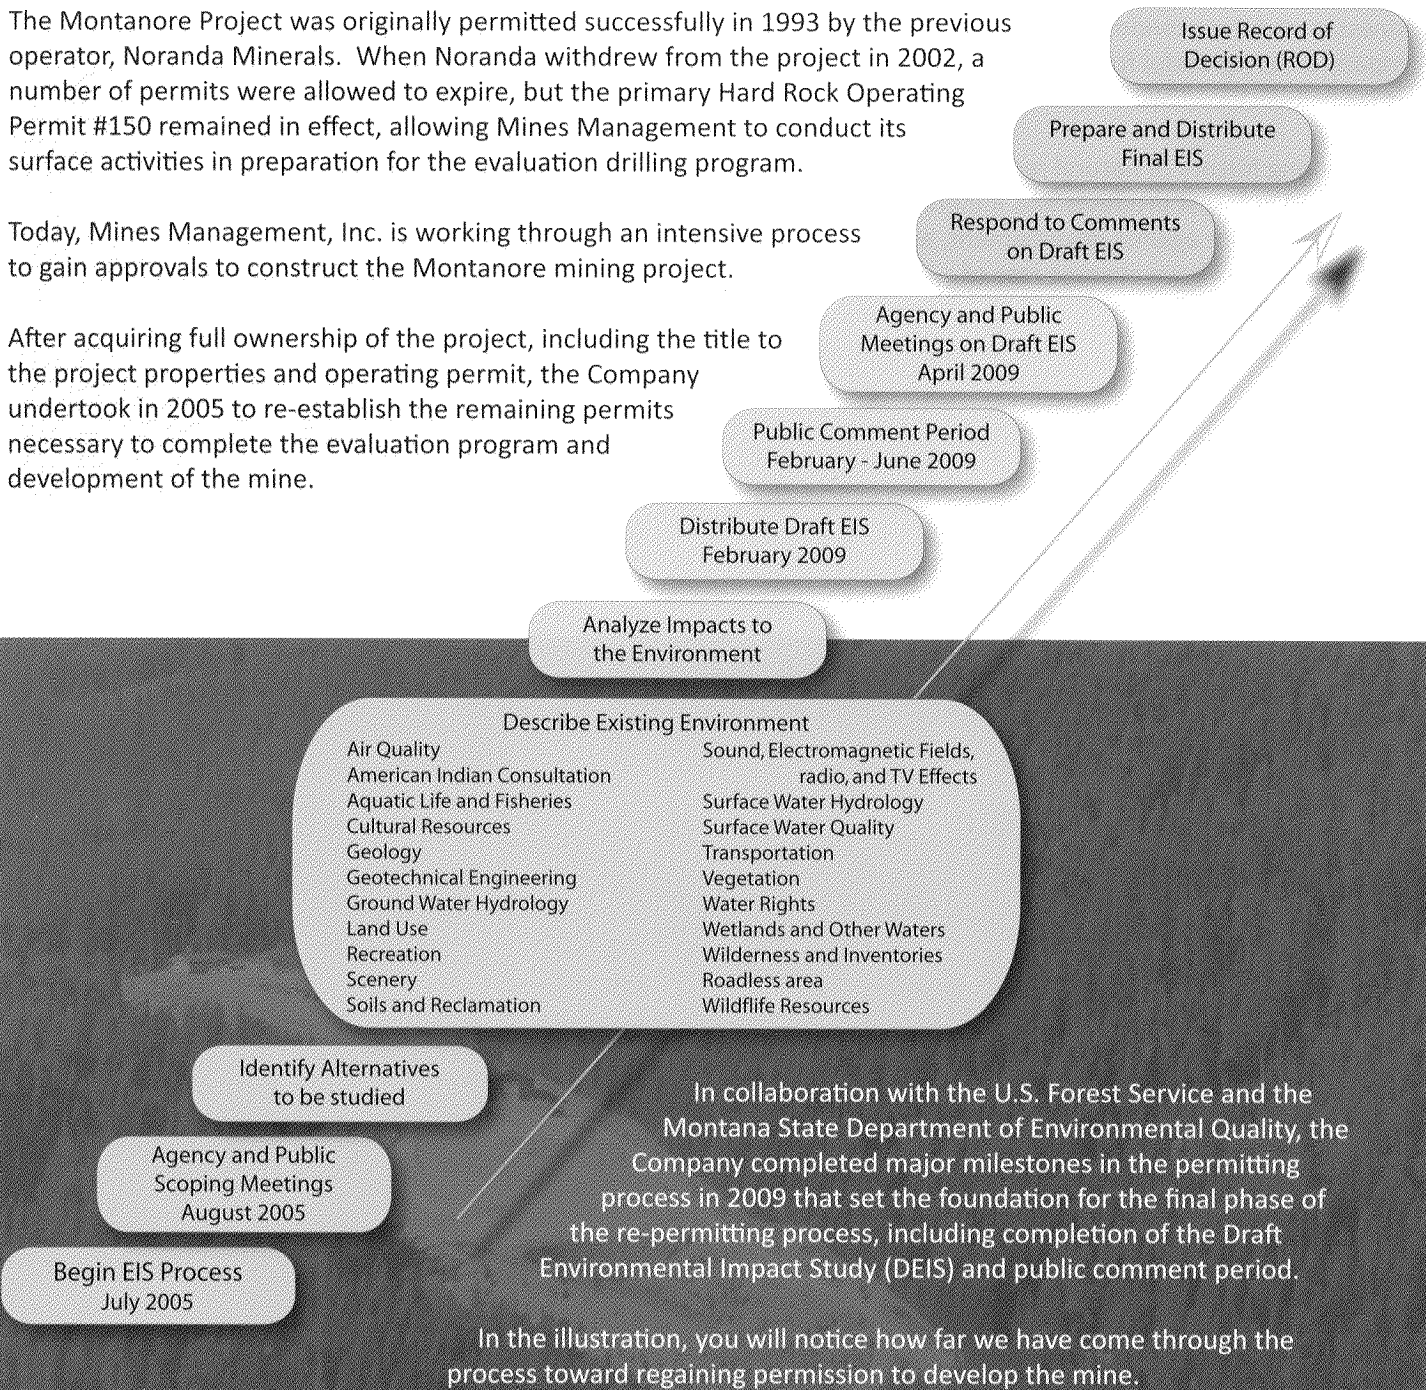 The Montanore Project was originally permitted successfully in 1993 by the previous
operator, Noranda Minerals. When Noranda withdrew from the project in 2002, a
number of permits were allowed to expire, but the primary Hard Rock Operating
Permit #150 remained in effect, allowing Mines Management to conduct its
surface activities in preparation for the evaluation drilling program.
Today, Mines Management, Inc. is working through an intensive process
to gain approvals to construct the Montanore mining project.
After acquiring full ownership of the project, including the title to
the project properties and operating permit, the Company
undertook in 2005 to re-establish the remaining permits
necessary to complete the evaluation program and
development of the mine.
Issue Record of
Decision (ROD)
Prepare and Distribute
Final EIS
Respond to Comments
on Draft EIS
Agency and Public
Meetings on Draft EIS
April 2009
Public Comment Period
February - June 2009
Distribute Draft EIS
February 2009
Analyze Impacts to
the Environment
Describe Existing Environment
Air Quality
American Indian Consultation
Aquatic Life and Fisheries
Cultural Resources
Geology
Geotechnical Engineering
Ground Water Hydrology
Land Use
Recreation
Scenery
Soils and Reclamation
Sound, Electromagnetic Fields,
radio, and TV Effects
Surface Water Hydrology
Surface Water Quality
Transportation
Vegetation
Water Rights
Wetlands and Other Waters
Wilderness and Inventories
Roadless area
Wildflife Resources
Identify Alternatives
to be studied
Agency and Public
Scoping Meetings
August 2005
Begin EIS Process
July 2005
In collaboration with the U.S. Forest Service and the
Montana State Department of Environmental Quality, the
Company completed major milestones in the permitting
process in 2009 that set the foundation for the final phase of
the re-permitting process, including completion of the Draft
Environmental Impact Study (DEIS) and public comment period.
In the illustration, you will notice how far we have come through the
process toward regaining permission to develop the mine.